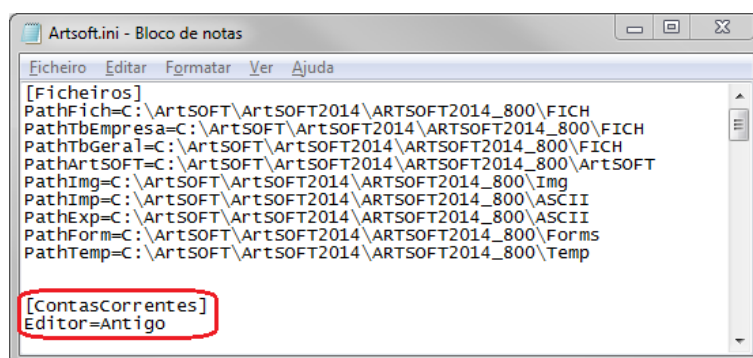 Artsoft.ini - Bloco de notas
Ficheiro Editar Formatar Ver Ajuda
[Ficheiros]
PathFich=C:\ArtSOFT\ArtSOFT2014\ARTSOFT2014_800\FICH
PathTbEmpresa=C:\ArtSOFT\ArtSOFT2014\ARTSOFT2014_800\FICH
PathTbGeral=C:\ArtSOFT\ArtSOFT2014\ARTSOFT2014_800\FICH
PathArtSOFT=C:\ArtSOFT\ArtSOFT2014\ARTSOFT2014_800\ArtSOFT
PathImg=C:\ArtSOFT\ArtSOFT2014\ARTSOFT2014_800\Img
PathImp=C:\ArtSOFT\ArtSOFT2014\ARTSOFT2014_800\ASCII
PathExp=C:\ArtSOFT\ArtSOFT2014\ARTSOFT2014_800\ASCII
PathForm=C:\ArtSOFT\ArtSOFT2014\ARTSOFT2014_800\Forms
PathTemp=C:\ArtSOFT\ArtSOFT2014\ARTSOFT2014_800\Temp
[ContasCorrentes]
Editor=Antigo